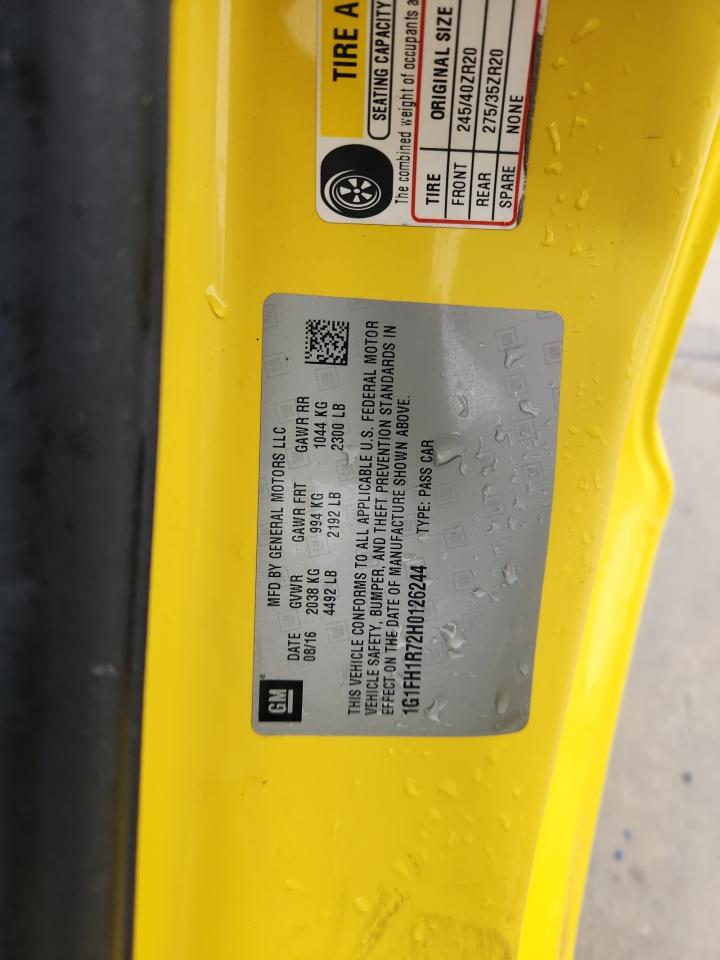 TIRE A
SEATING CAPACITY
The combined weight of occupants a
TIRE ORIGINAL SIZE
FRONT 245/40ZR20
REAR 275/35ZR20
SPARE NONE
GM
MFD BY GENERAL MOTORS LLC
DATE GVWR GAWR FRT GAWR RR
08/16 2038 KG 994 KG 1044 KG
4492 LB 2192 LB 2300 LB
THIS VEHICLE CONFORMS TO ALL APPLICABLE U.S. FEDERAL MOTOR
VEHICLE SAFETY, BUMPER, AND THEFT PREVENTION STANDARDS IN
EFFECT ON THE DATE OF MANUFACTURE SHOWN ABOVE.
1G1FH1R72H0126244 TYPE: PASS CAR